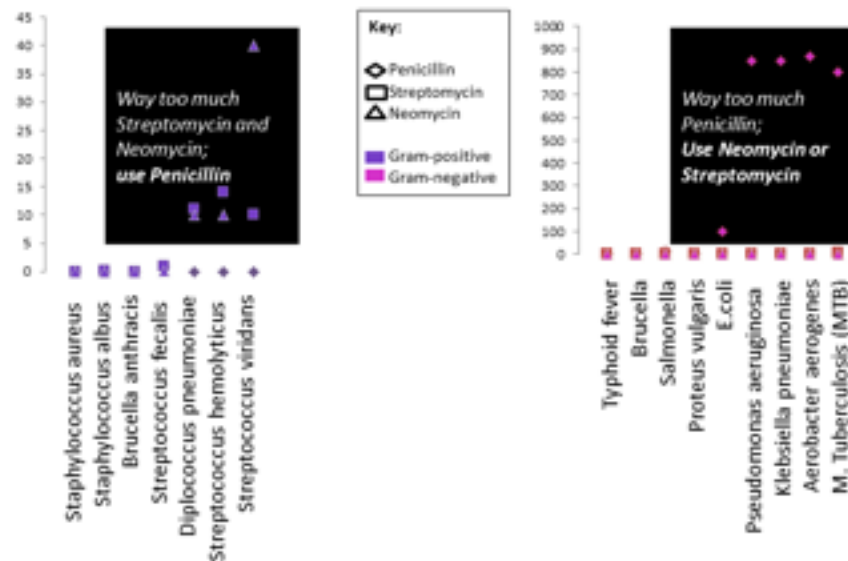 45
40
35
30
25
20
15
10
5
0
Way too much
Streptomycin and
Neomycin;
use Penicillin
Staphylococcus aureus
Staphylococcus albus
Brucella anthracis
Streptococcus fecalis
Diplococcus pneumoniae
Streptococcus hemolyticus
Streptococcus viridans
Key:
Penicillin
Streptomycin
Neomycin
Gram-positive
Gram-negative
1000
900
800
700
600
500
400
300
200
100
0
Way too much
Penicillin;
Use Neomycin or
Streptomycin
Typhoid fever
Brucella
Salmonella
Proteus vulgaris
E.coli
Pseudomonas aeruginosa
Klebsiella pneumoniae
Aerobacter aerogenes
M. Tuberculosis (MTB)